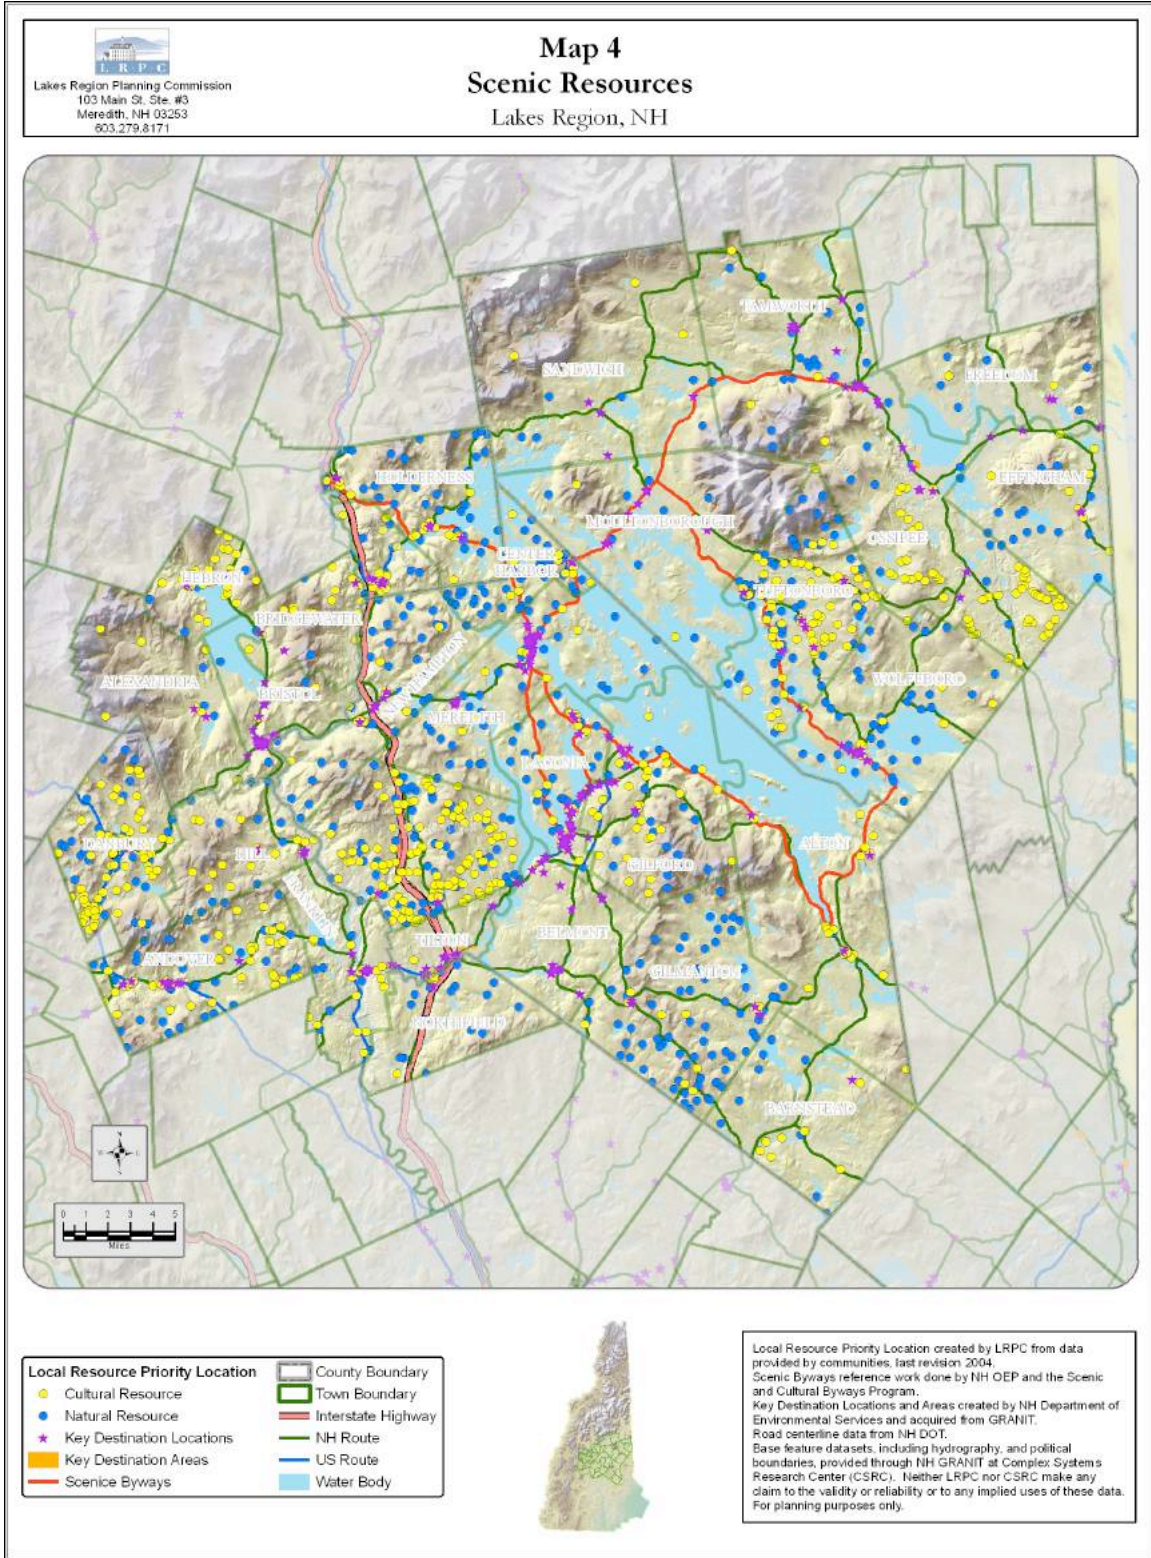 Map 4
Scenic Resources
Lakes Region, NH
L R P C
Lakes Region Planning Commission
103 Main St, Ste. #3
Meredith, NH 03253
603.279.8171
TAMWORTH
SANDWICH
FREEDOM
HOLDERNESS
EFFINGHAM
MOULTONBOROUGH
OSSIPEE
CENTER
HARBOR
HEBRON
TUFTONBORO
BRIDGEWATER
NEW HAMPTON
ALEXANDRIA
WOLFEBORO
BRISTOL
MEREDITH
LACONIA
DANBURY
HILL
GILFORD
ALTON
FRANKLIN
TILTON
BELMONT
ANDOVER
GILMANTON
NORTHFIELD
BARNSTEAD
N
W E
S
0 1 2 3 4 5
Miles
Local Resource Priority Location
Cultural Resource
Natural Resource
Key Destination Locations
Key Destination Areas
Scenice Byways
County Boundary
Town Boundary
Interstate Highway
NH Route
US Route
Water Body
Local Resource Priority Location created by LRPC from data
provided by communities, last revision 2004.
Scenic Byways reference work done by NH OEP and the Scenic
and Cultural Byways Program.
Key Destination Locations and Areas created by NH Department of
Environmental Services and acquired from GRANIT.
Road centerline data from NH DOT.
Base feature datasets, including hydrography, and political
boundaries, provided through NH GRANIT at Complex Systems
Research Center (CSRC). Neither LRPC nor CSRC make any
claim to the validity or reliability or to any implied uses of these data.
For planning purposes only.